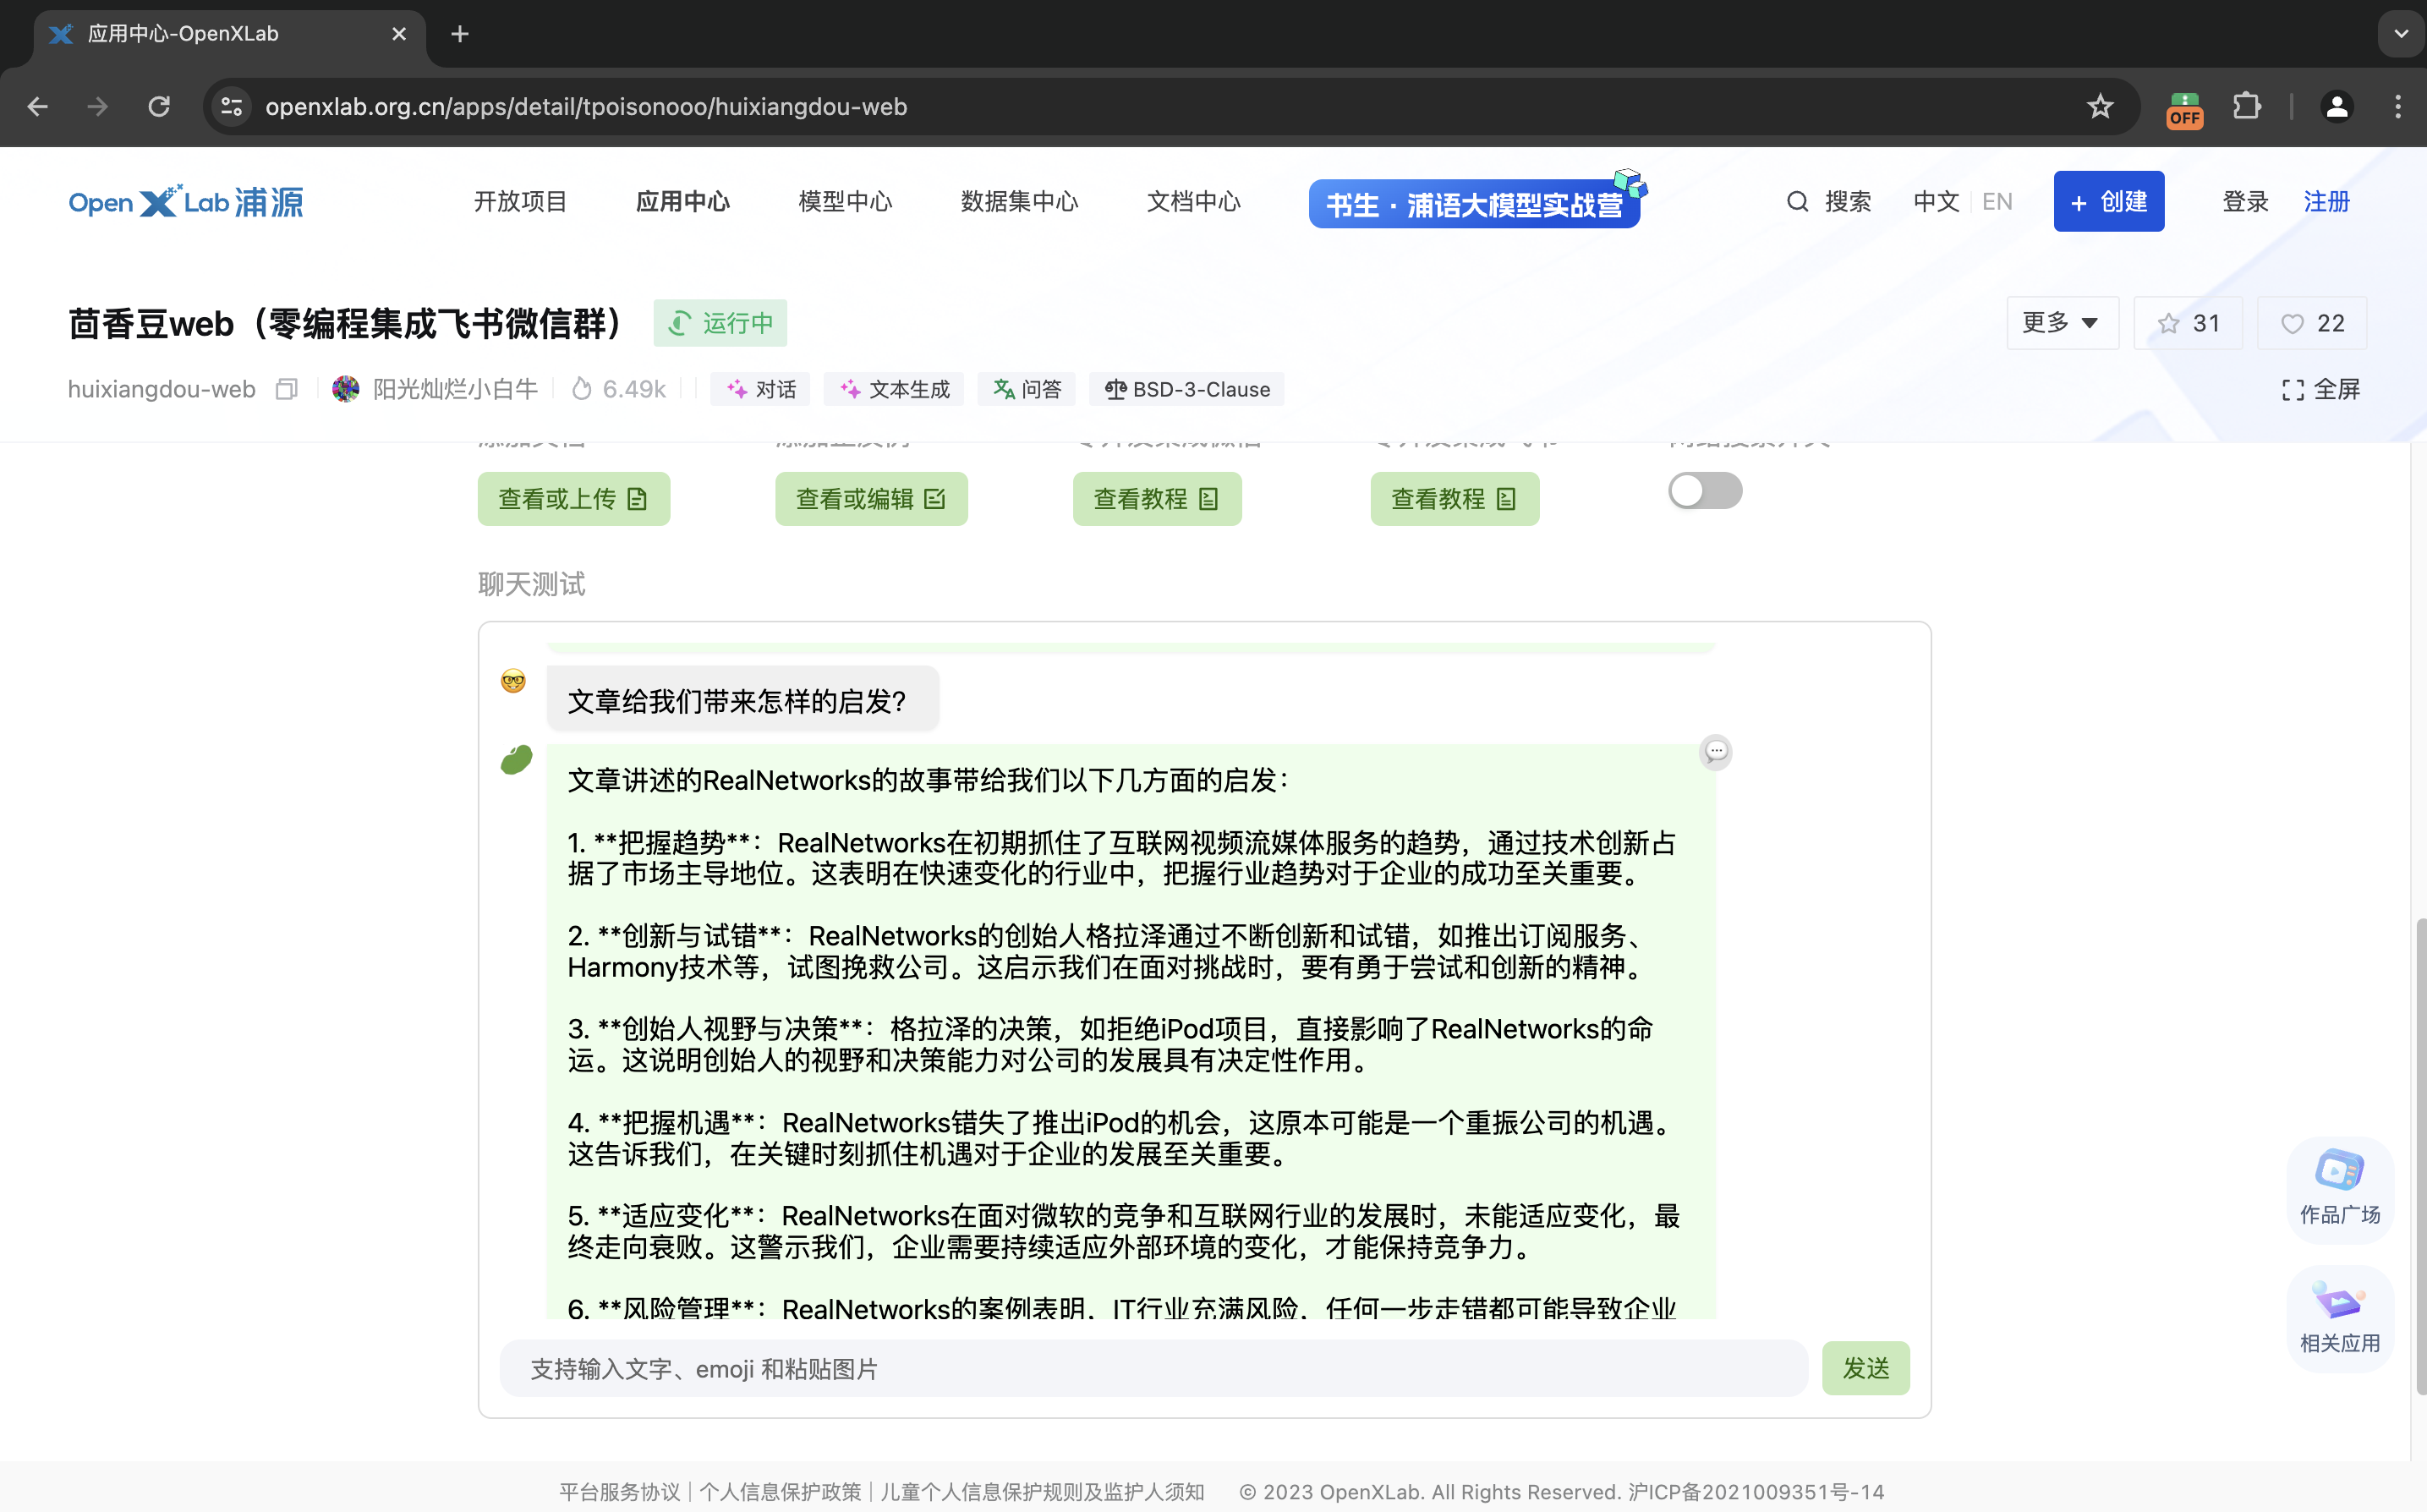 应用中心-OpenXLab
openxlab.org.cn/apps/detail/tpoisonooo/huixiangdou-web
OFF
OpenXLab浦源
开放项目
应用中心
模型中心
数据集中心
文档中心
书生·浦语大模型实战营
搜索
中文
EN
+ 创建
登录
注册
茴香豆web（零编程集成飞书微信群）
运行中
更多
31
22
huixiangdou-web
阳光灿烂小白牛
6.49k
对话
文本生成
问答
BSD-3-Clause
全屏
查看或上传
查看或编辑
查看教程
查看教程
聊天测试
文章给我们带来怎样的启发？
文章讲述的RealNetworks的故事带给我们以下几方面的启发：
1. **把握趋势**：RealNetworks在初期抓住了互联网视频流媒体服务的趋势，通过技术创新占
据了市场主导地位。这表明在快速变化的行业中，把握行业趋势对于企业的成功至关重要。
2. **创新与试错**：RealNetworks的创始人格拉泽通过不断创新和试错，如推出订阅服务、
Harmony技术等，试图挽救公司。这启示我们在面对挑战时，要有勇于尝试和创新的精神。
3. **创始人视野与决策**：格拉泽的决策，如拒绝iPod项目，直接影响了RealNetworks的命
运。这说明创始人的视野和决策能力对公司的发展具有决定性作用。
4. **把握机遇**：RealNetworks错失了推出iPod的机会，这原本可能是一个重振公司的机遇。
这告诉我们，在关键时刻抓住机遇对于企业的发展至关重要。
5. **适应变化**：RealNetworks在面对微软的竞争和互联网行业的发展时，未能适应变化，最
终走向衰败。这警示我们，企业需要持续适应外部环境的变化，才能保持竞争力。
6. **风险管理**：RealNetworks的案例表明，IT行业充满风险，任何一步走错都可能导致企业
支持输入文字、emoji 和粘贴图片
发送
作品广场
相关应用
平台服务协议 | 个人信息保护政策 | 儿童个人信息保护规则及监护人须知
© 2023 OpenXLab. All Rights Reserved. 沪ICP备2021009351号-14